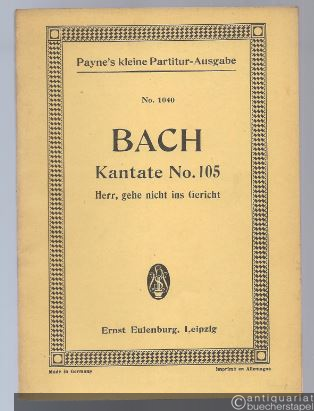 Payne's kleine Partitur-Ausgabe
No. 1040
BACH
Kantate No. 105
Herr, gehe nicht ins Gericht
Ernst Eulenburg, Leipzig
Made in Germany
Imprimé en Allemagne
antiquariat
buecherstapel